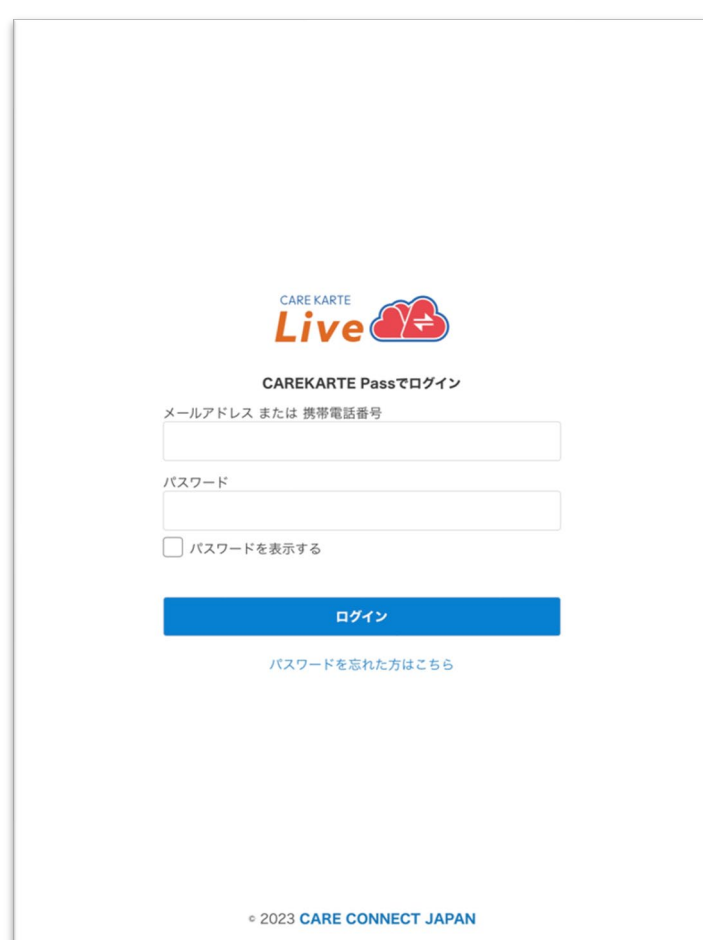 CARE KARTE
Live
CAREKARTE Passでログイン
メールアドレス または 携帯電話番号
パスワード
パスワードを表示する
ログイン
パスワードを忘れた方はこちら
© 2023 CARE CONNECT JAPAN